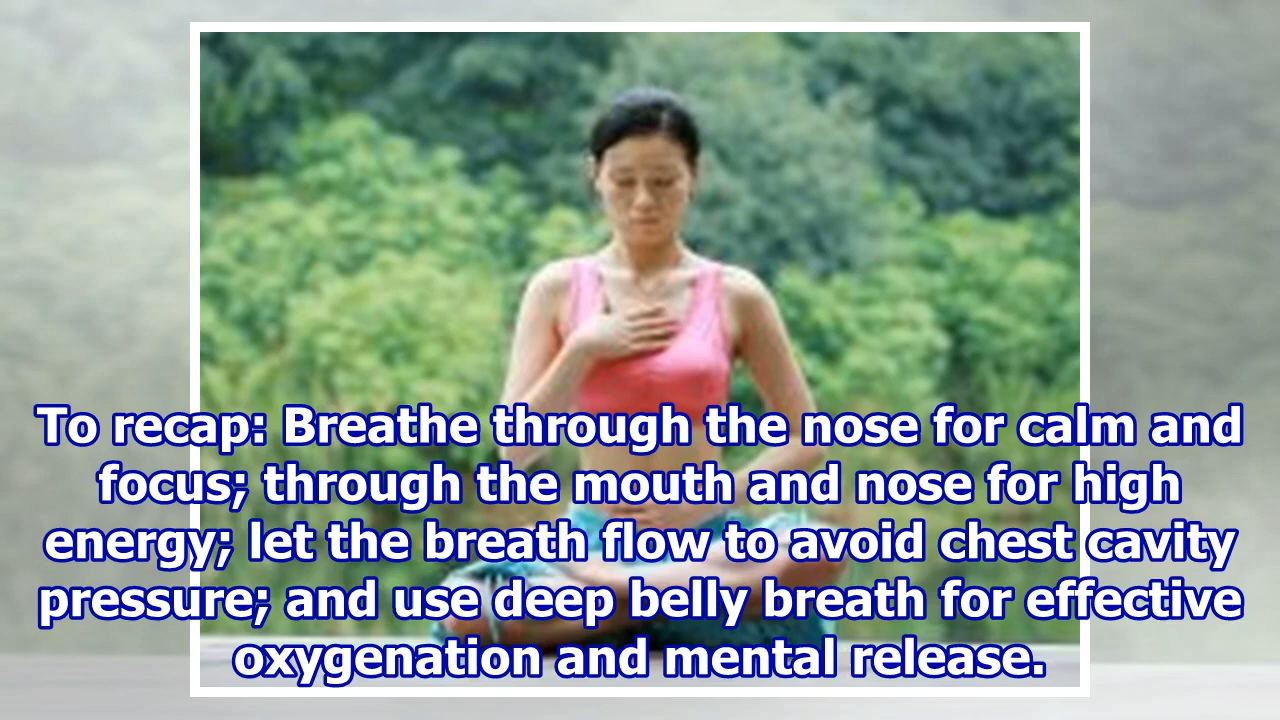 To recap: Breathe through the nose for calm and
focus; through the mouth and nose for high
energy; let the breath flow to avoid chest cavity
pressure; and use deep belly breath for effective
oxygenation and mental release.